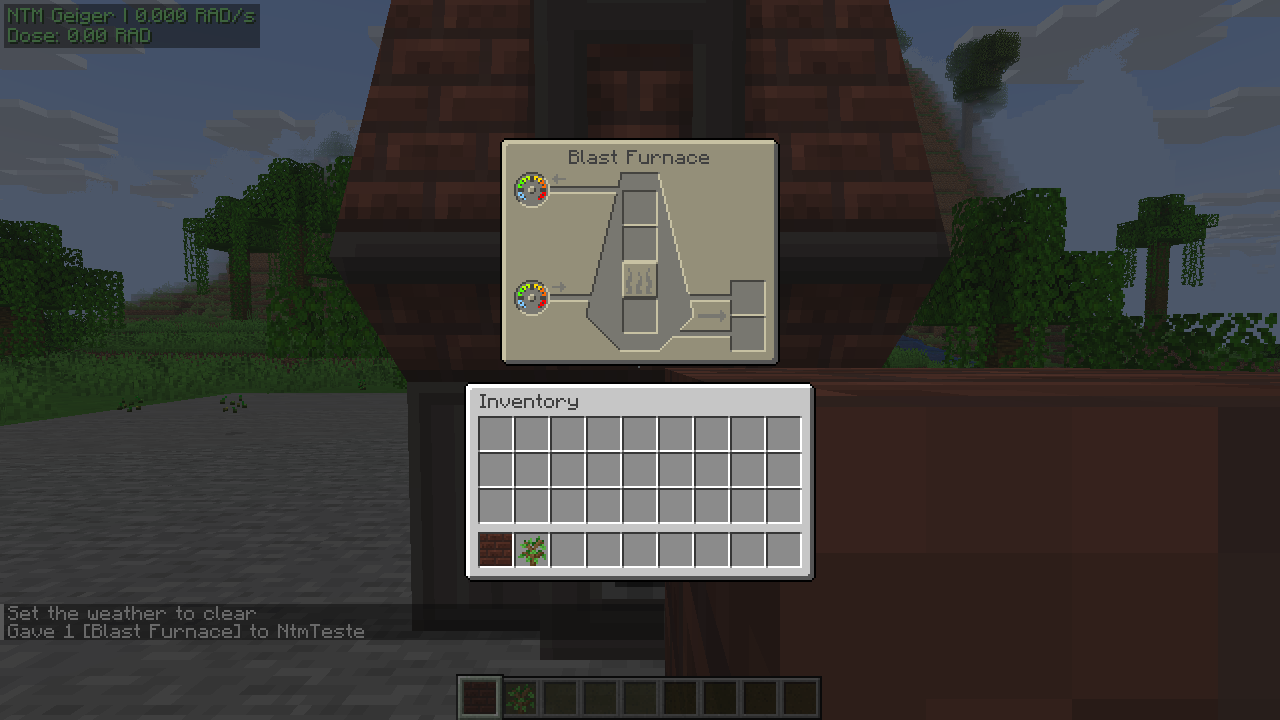 NTM Geiger | 0.000 RAD/s
Dose: 0.00 RAD
Blast Furnace
Inventory
Set the weather to clear
Gave 1 [Blast Furnace] to NtmTeste